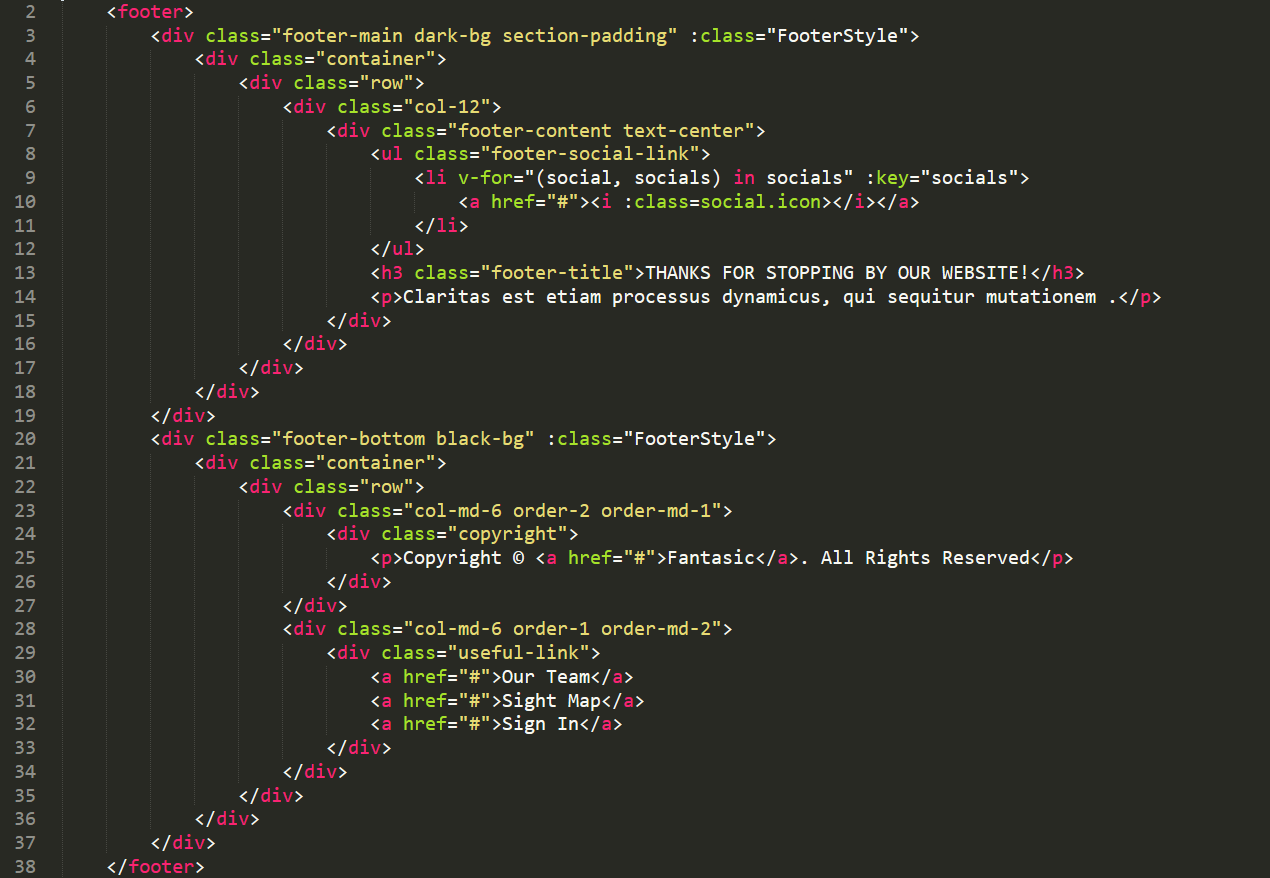 2 <footer>
3 <div class="footer-main dark-bg section-padding" :class="FooterStyle">
4 <div class="container">
5 <div class="row">
6 <div class="col-12">
7 <div class="footer-content text-center">
8 <ul class="footer-social-link">
9 <li v-for="(social, socials) in socials" :key="socials">
10 <a href="#"><i :class=social.icon></i></a>
11 </li>
12 </ul>
13 <h3 class="footer-title">THANKS FOR STOPPING BY OUR WEBSITE!</h3>
14 <p>Claritas est etiam processus dynamicus, qui sequitur mutationem .</p>
15 </div>
16 </div>
17 </div>
18 </div>
19 </div>
20 <div class="footer-bottom black-bg" :class="FooterStyle">
21 <div class="container">
22 <div class="row">
23 <div class="col-md-6 order-2 order-md-1">
24 <div class="copyright">
25 <p>Copyright © <a href="#">Fantasic</a>. All Rights Reserved</p>
26 </div>
27 </div>
28 <div class="col-md-6 order-1 order-md-2">
29 <div class="useful-link">
30 <a href="#">Our Team</a>
31 <a href="#">Sight Map</a>
32 <a href="#">Sign In</a>
33 </div>
34 </div>
35 </div>
36 </div>
37 </div>
38 </footer>